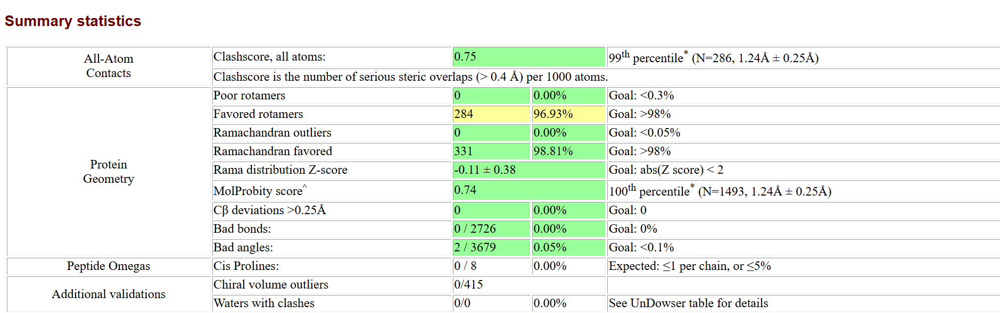 Summary statistics
All-Atom
Contacts
Clashscore, all atoms: 0.75 99th percentile* (N=286, 1.24Å ± 0.25Å)
Clashscore is the number of serious steric overlaps (> 0.4 Å) per 1000 atoms.
Protein
Geometry
Poor rotamers 0 0.00% Goal: <0.3%
Favored rotamers 284 96.93% Goal: >98%
Ramachandran outliers 0 0.00% Goal: <0.05%
Ramachandran favored 331 98.81% Goal: >98%
Rama distribution Z-score -0.11 ± 0.38 Goal: abs(Z score) < 2
MolProbity score^ 0.74 100th percentile* (N=1493, 1.24Å ± 0.25Å)
Cβ deviations >0.25Å 0 0.00% Goal: 0
Bad bonds: 0 / 2726 0.00% Goal: 0%
Bad angles: 2 / 3679 0.05% Goal: <0.1%
Peptide Omegas Cis Prolines: 0 / 8 0.00% Expected: ≤1 per chain, or ≤5%
Additional validations
Chiral volume outliers 0/415
Waters with clashes 0/0 0.00% See UnDowser table for details